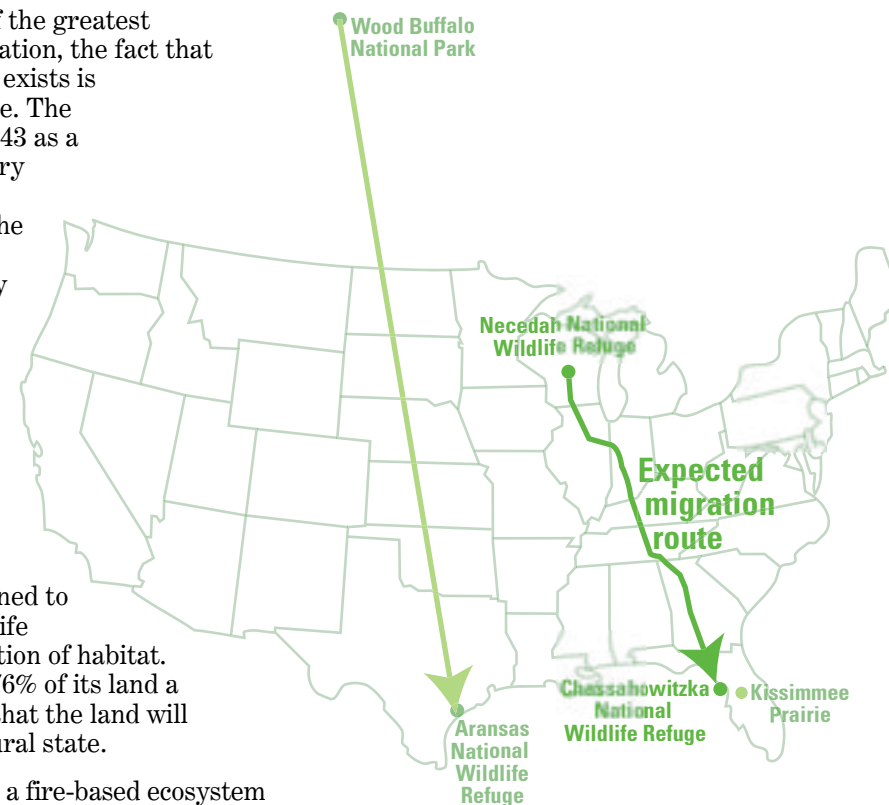 f the greatest
ation, the fact that
exists is
e. The
43 as a
ry
he
y
ned to
ife
tion of habitat.
76% of its land a
that the land will
ural state.
a fire-based ecosystem
Wood Buffalo
National Park
Necedah National
Wildlife Refuge
Expected
migration
route
Chassahowitzka
National
Wildlife Refuge
Kissimmee
Prairie
Aransas
National
Wildlife
Refuge